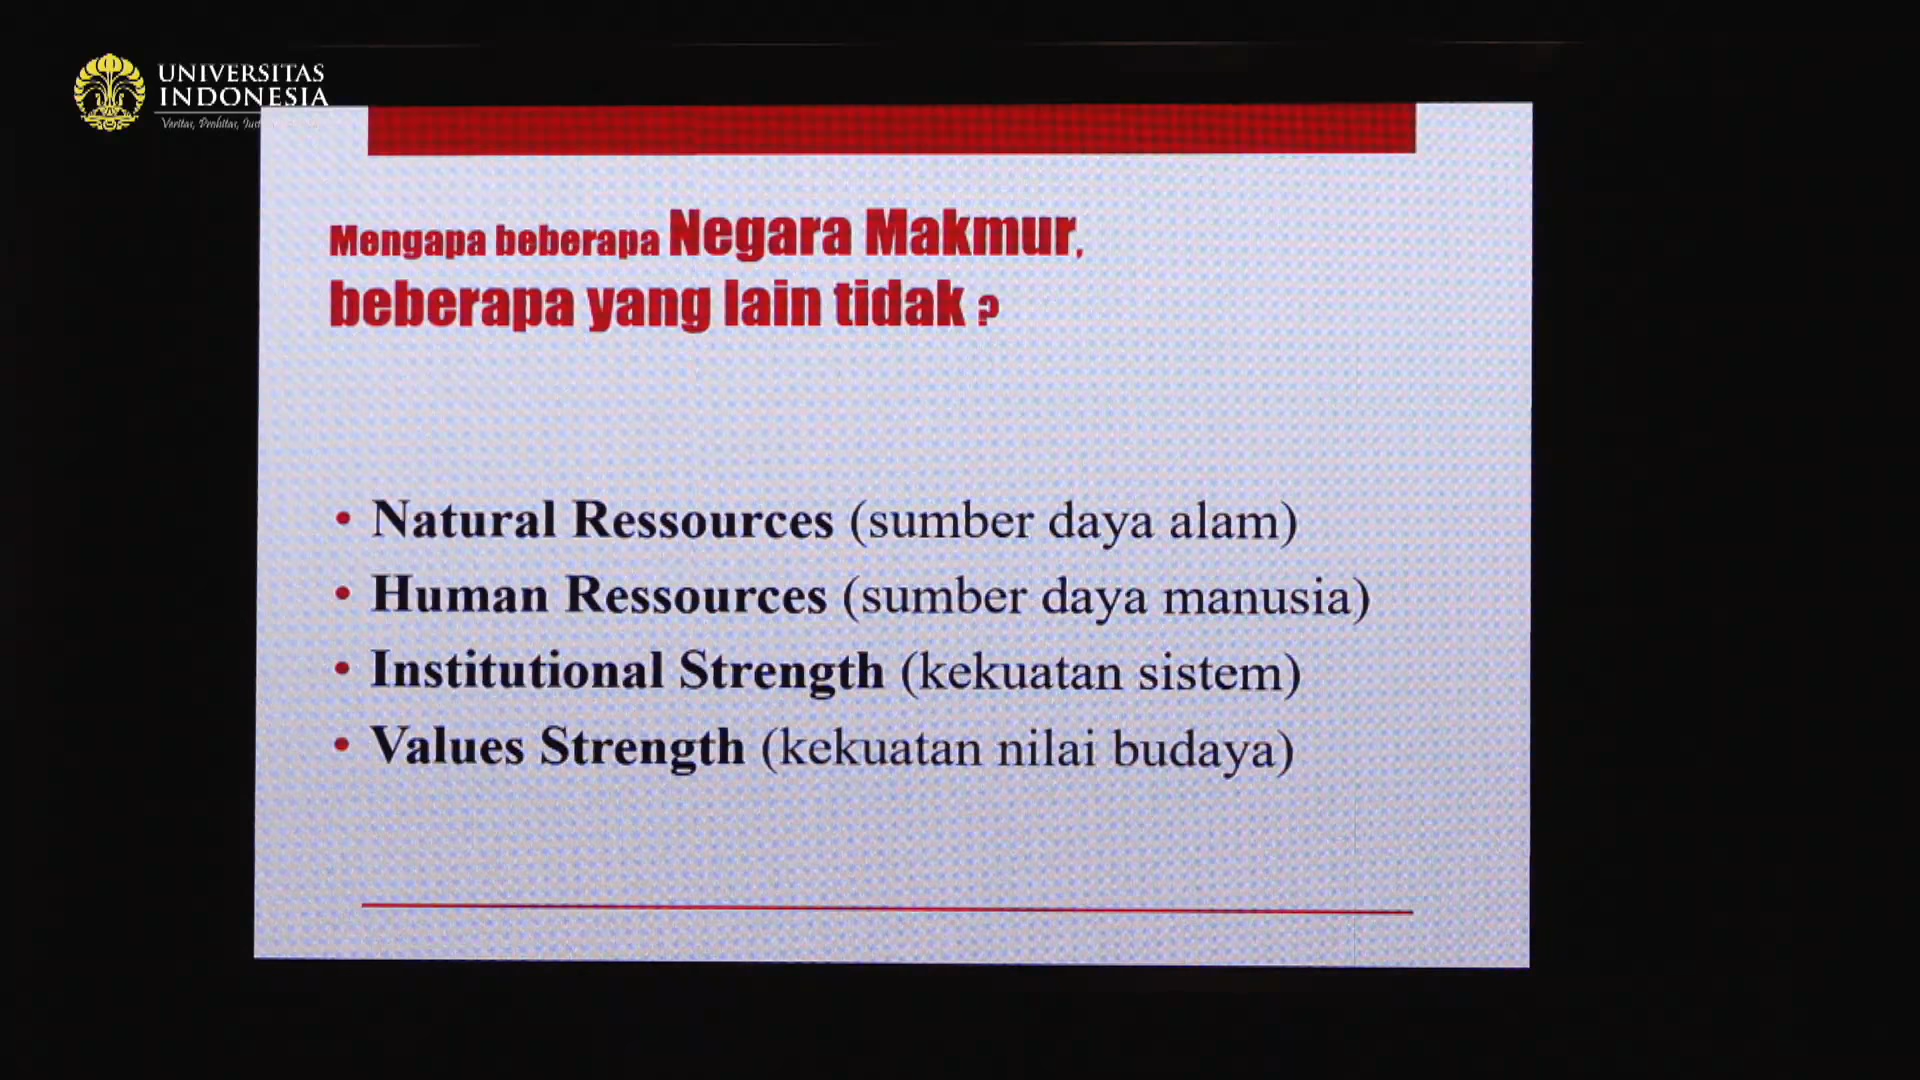 UNIVERSITAS
INDONESIA
Veritas, Probitas,
Mengapa beberapa Negara Makmur,
beberapa yang lain tidak ?
• Natural Ressources (sumber daya alam)
• Human Ressources (sumber daya manusia)
• Institutional Strength (kekuatan sistem)
• Values Strength (kekuatan nilai budaya)